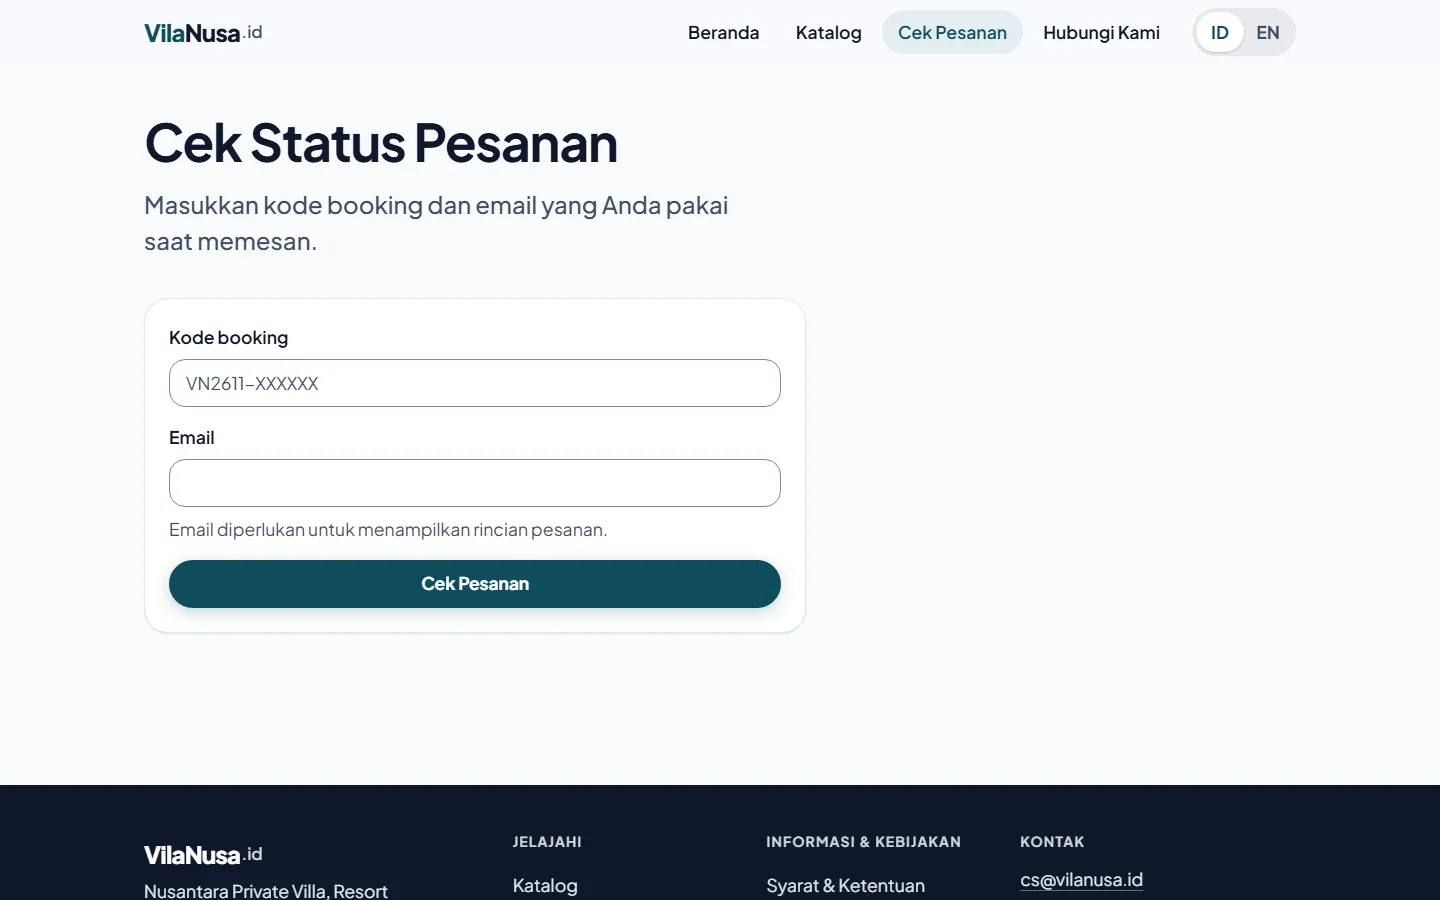 VilaNusa.id
Beranda
Katalog
Cek Pesanan
Hubungi Kami
ID
EN
Cek Status Pesanan
Masukkan kode booking dan email yang Anda pakai
saat memesan.
Kode booking
VN2611-XXXXXX
Email
Email diperlukan untuk menampilkan rincian pesanan.
Cek Pesanan
VilaNusa.id
Nusantara Private Villa, Resort
JELAJAHI
Katalog
INFORMASI & KEBIJAKAN
Syarat & Ketentuan
KONTAK
cs@vilanusa.id